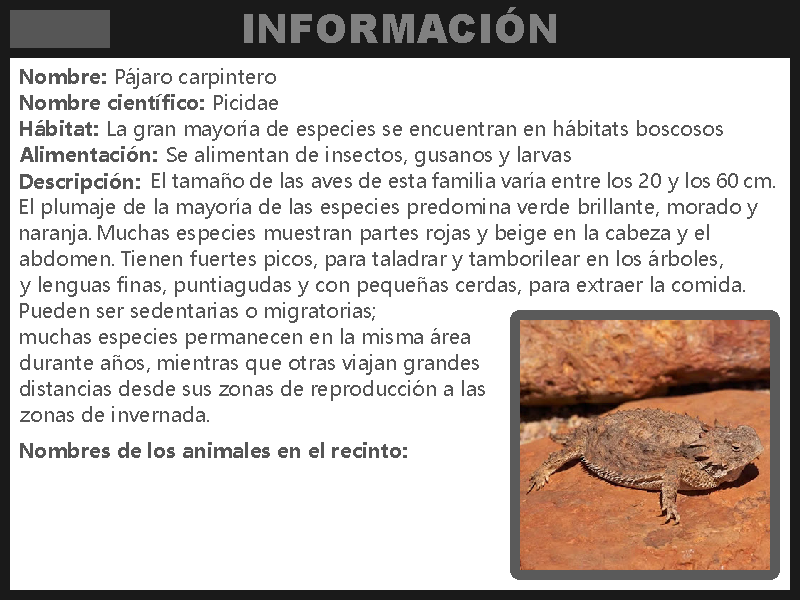 INFORMACIÓN
Nombre: Pájaro carpintero
Nombre científico: Picidae
Hábitat: La gran mayoría de especies se encuentran en hábitats boscosos
Alimentación: Se alimentan de insectos, gusanos y larvas
Descripción: El tamaño de las aves de esta familia varía entre los 20 y los 60 cm.
El plumaje de la mayoría de las especies predomina verde brillante, morado y
naranja. Muchas especies muestran partes rojas y beige en la cabeza y el
abdomen. Tienen fuertes picos, para taladrar y tamborilear en los árboles,
y lenguas finas, puntiagudas y con pequeñas cerdas, para extraer la comida.
Pueden ser sedentarias o migratorias;
muchas especies permanecen en la misma área
durante años, mientras que otras viajan grandes
distancias desde sus zonas de reproducción a las
zonas de invernada.
Nombres de los animales en el recinto: